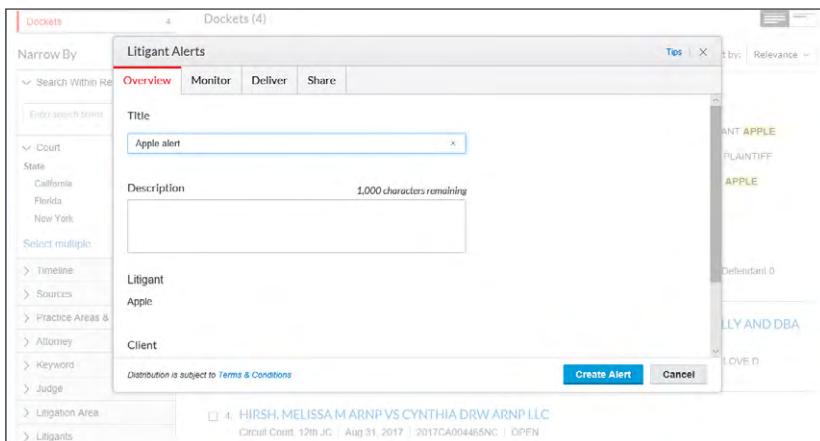 Dockets 4
Dockets (4)
Narrow By
t by: Relevance
Search Within Re
Enter search terms
Court
State
California
Florida
New York
Select multiple
Timeline
Sources
Practice Areas &
Attorney
Keyword
Judge
Litigation Area
Litigants
Litigant Alerts
Tips
Overview Monitor Deliver Share
Title
Apple alert
Description 1,000 characters remaining
Litigant
Apple
Client
Distribution is subject to Terms & Conditions
Create Alert Cancel
ANT APPLE
PLAINTIFF
APPLE
Defendant 0
LLY AND DBA
LOVE D
4. HIRSH, MELISSA M ARNP VS CYNTHIA DRW ARNP LLC
Circuit Court, 12th JC | Aug 31, 2017 | 2017CA004465NC | OPEN